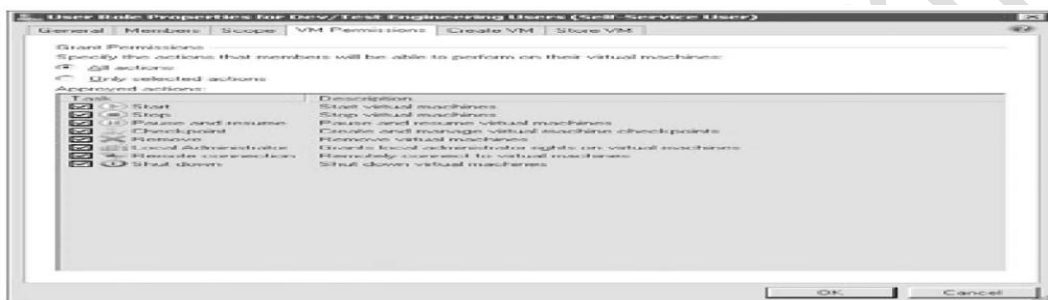 User Role Properties for Dev/Test Engineering Users (Self-Service User)
General Members Scope VM Permissions Create VM Store VM
Grant Permissions
Specify the actions that members will be able to perform on their virtual machines:
All actions
Only selected actions
Approved actions:
Task Description
Start Start virtual machines
Stop Stop virtual machines
Pause and resume Pause and resume virtual machines
Checkpoint Create and manage virtual machine checkpoints
Remove Remove virtual machines
Local Administrator Grants local administrator rights on virtual machines
Remote connection Remotely connect to virtual machines
Shut down Shut down virtual machines
OK Cancel